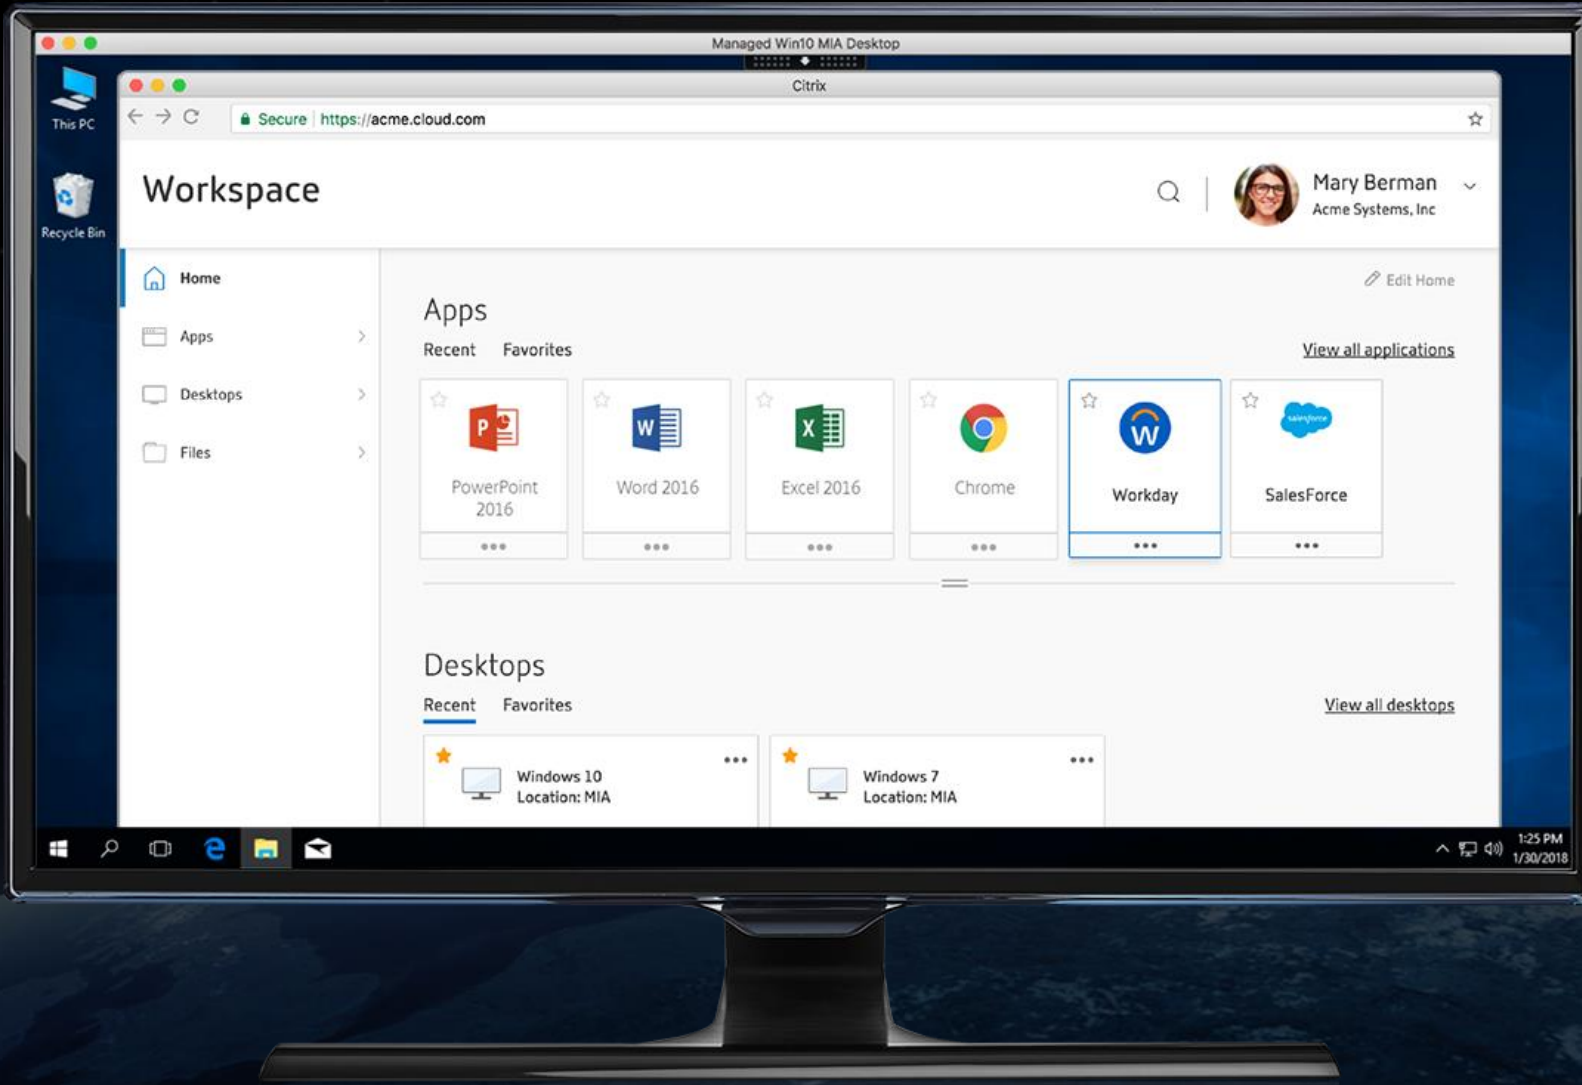 Managed Win10 MIA Desktop
Citrix
This PC
Secure https://acme.cloud.com
Recycle Bin
Workspace
Mary Berman
Acme Systems, Inc
Home
Apps
Desktops
Files
Edit Home
Apps
Recent Favorites
View all applications
P
PowerPoint
2016
W
Word 2016
X
Excel 2016
Chrome
W
Workday
salesforce
SalesForce
Desktops
Recent Favorites
View all desktops
Windows 10
Location: MIA
Windows 7
Location: MIA
1:25 PM
1/30/2018